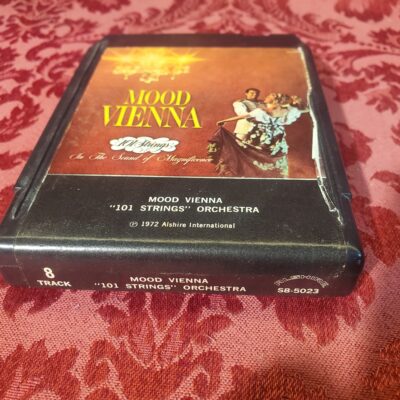 MOOD
VIENNA
101 Strings
In The Sound of Magnificence
MOOD VIENNA
"101 STRINGS" ORCHESTRA
℗ 1972 Alshire International
8
TRACK
MOOD VIENNA
"101 STRINGS" ORCHESTRA
ALSHIRE
S8-5023